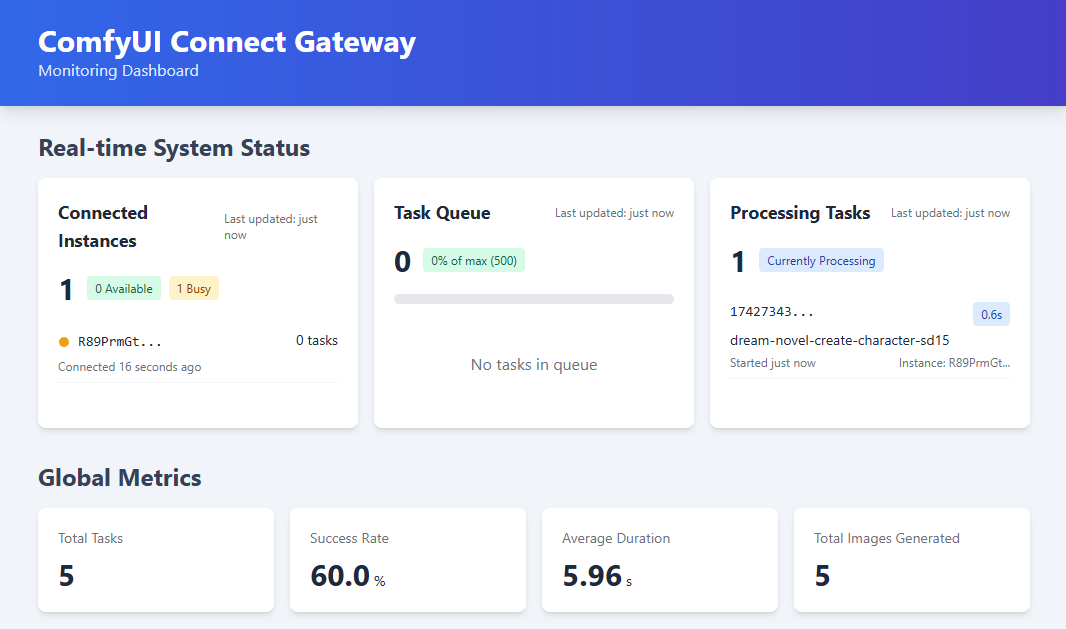 ComfyUI Connect Gateway
Monitoring Dashboard
Real-time System Status
Connected
Instances
Last updated: just
now
1
0 Available
1 Busy
R89PrmGt...
0 tasks
Connected 16 seconds ago
Task Queue
Last updated: just now
0
0% of max (500)
No tasks in queue
Processing Tasks
Last updated: just now
1
Currently Processing
17427343...
0.6s
dream-novel-create-character-sd15
Started just now
Instance: R89PrmGt...
Global Metrics
Total Tasks
5
Success Rate
60.0 %
Average Duration
5.96 s
Total Images Generated
5